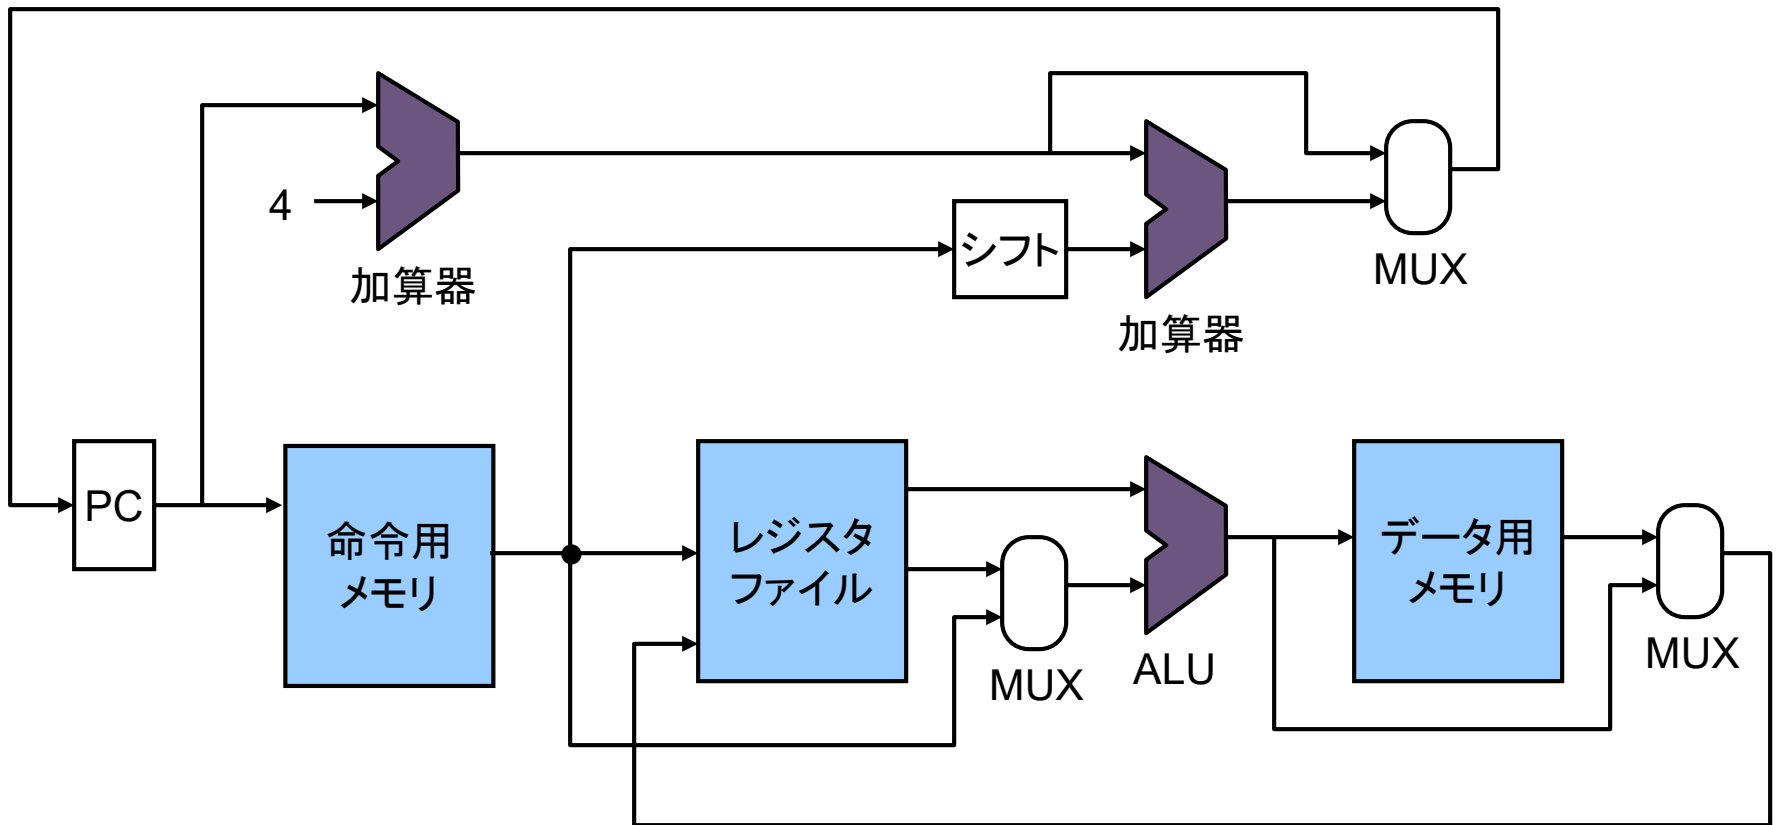 4
加算器
シフト
MUX
加算器
PC
命令用
メモリ
レジスタ
ファイル
MUX
ALU
データ用
メモリ
MUX